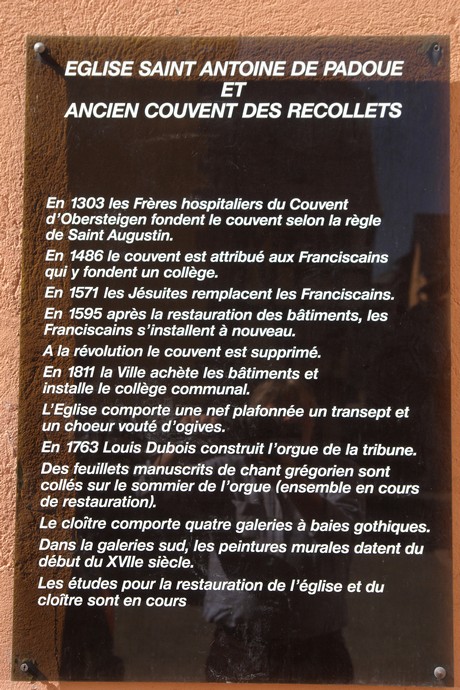 EGLISE SAINT ANTOINE DE PADOUE
ET
ANCIEN COUVENT DES RECOLLETS
En 1303 les Frères hospitaliers du Couvent
d'Obersteigen fondent le couvent selon la règle
de Saint Augustin.
En 1486 le couvent est attribué aux Franciscains
qui y fondent un collège.
En 1571 les Jésuites remplacent les Franciscains.
En 1595 après la restauration des bâtiments, les
Franciscains s'installent à nouveau.
A la révolution le couvent est supprimé.
En 1811 la Ville achète les bâtiments et
installe le collège communal.
L'Eglise comporte une nef plafonnée un transept et
un choeur vouté d'ogives.
En 1763 Louis Dubois construit l'orgue de la tribune.
Des feuillets manuscrits de chant grégorien sont
collés sur le sommier de l'orgue (ensemble en cours
de restauration).
Le cloître comporte quatre galeries à baies gothiques.
Dans la galeries sud, les peintures murales datent du
début du XVIIe siècle.
Les études pour la restauration de l'église et du
cloître sont en cours